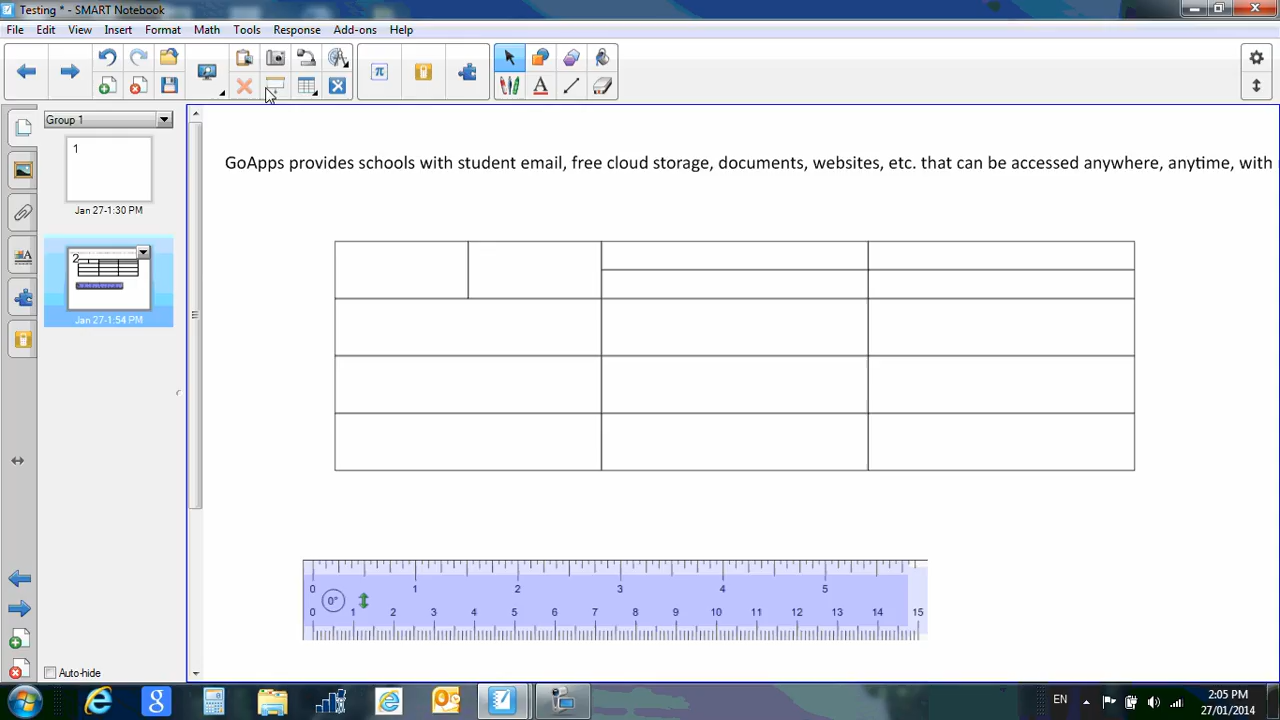 Testing * - SMART Notebook
File Edit View Insert Format Math Tools Response Add-ons Help
π
A
Group 1
1
Jan 27-1:30 PM
2
Jan 27-1:54 PM
GoApps provides schools with student email, free cloud storage, documents, websites, etc. that can be accessed anywhere, anytime, with
0 1 2 3 4 5
0°
0 1 2 3 4 5 6 7 8 9 10 11 12 13 14 15
Auto-hide
EN
2:05 PM
27/01/2014